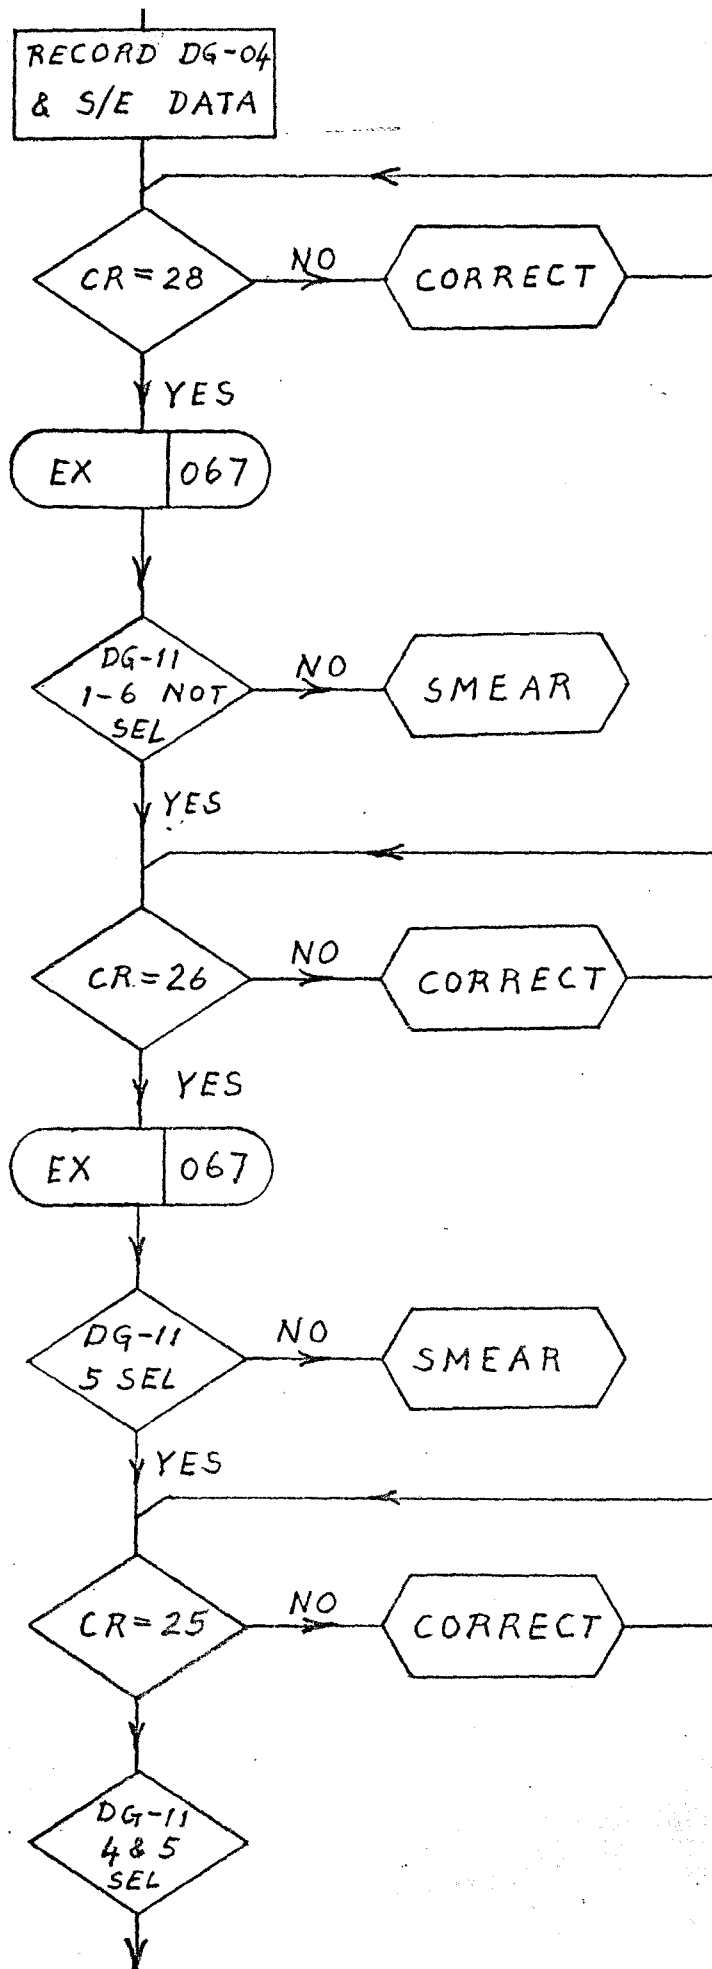 RECORD DG-04
& S/E DATA
CR=28
NO
CORRECT
YES
EX 067
DG-11
1-6 NOT
SEL
NO
SMEAR
YES
CR=26
NO
CORRECT
YES
EX 067
DG-11
5 SEL
NO
SMEAR
YES
CR=25
NO
CORRECT
DG-11
4 & 5
SEL